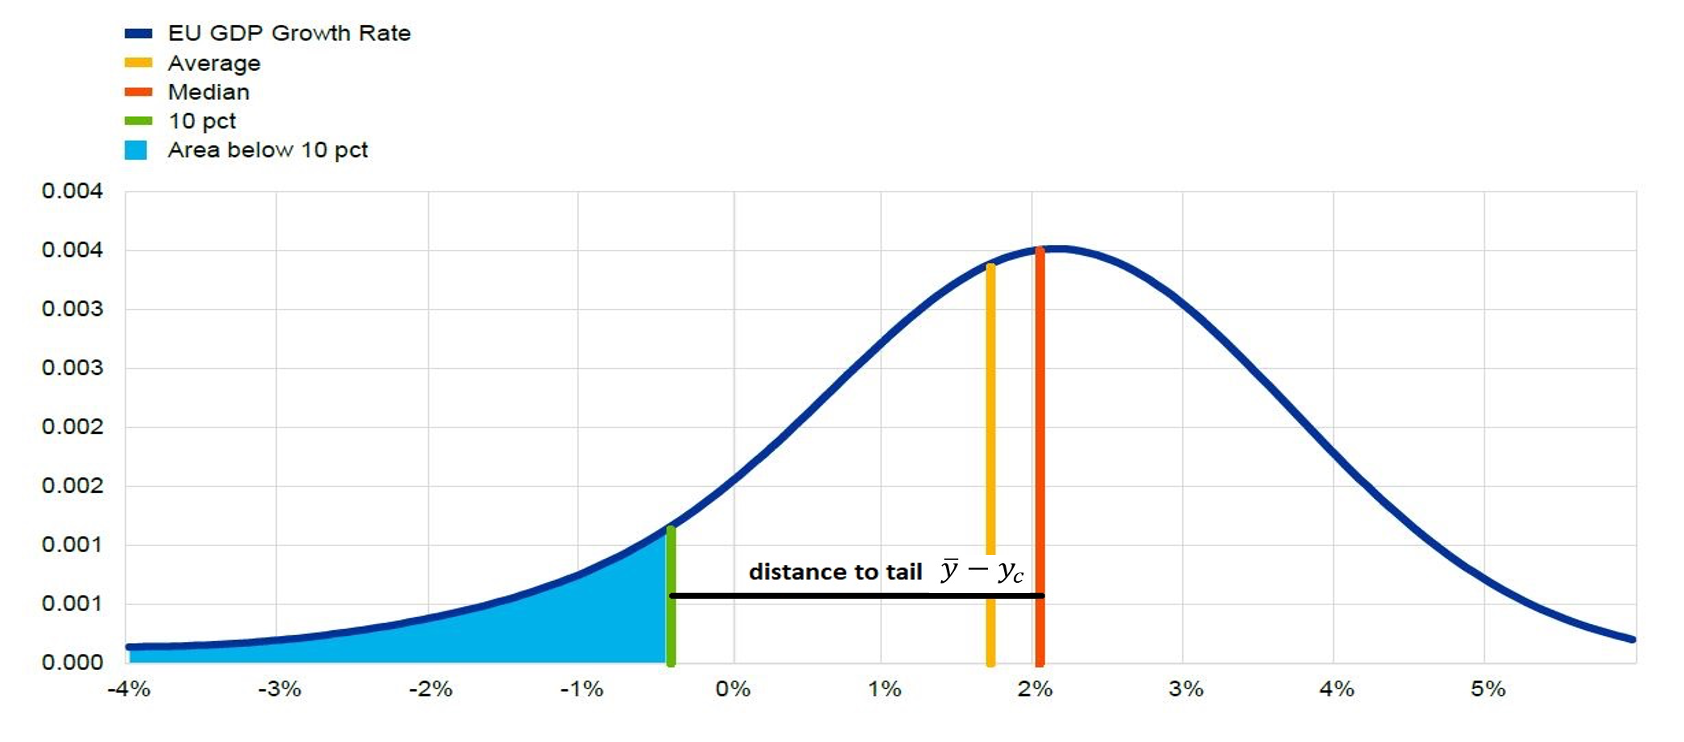 EU GDP Growth Rate
Average
Median
10 pct
Area below 10 pct
0.004
0.004
0.003
0.003
0.002
0.002
0.001
0.001
0.000
distance to tail ȳ − y_c
-4% -3% -2% -1% 0% 1% 2% 3% 4% 5%